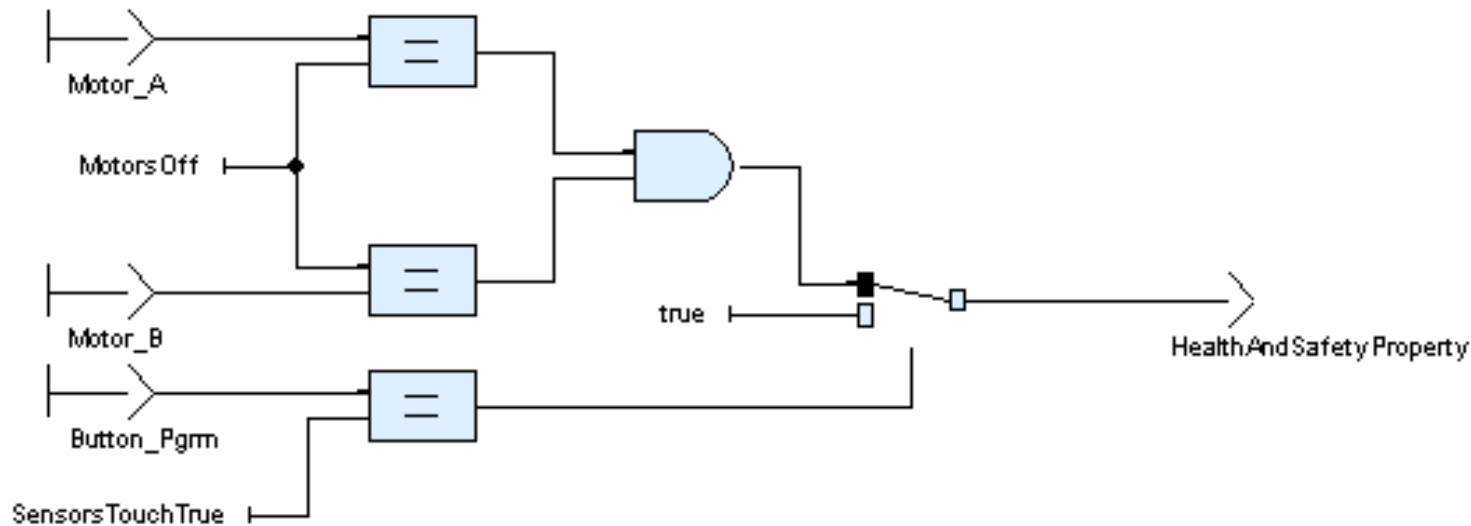 Motor_A
MotorsOff
Motor_B
true
HealthAndSafetyProperty
Button_Pgrm
SensorsTouchTrue